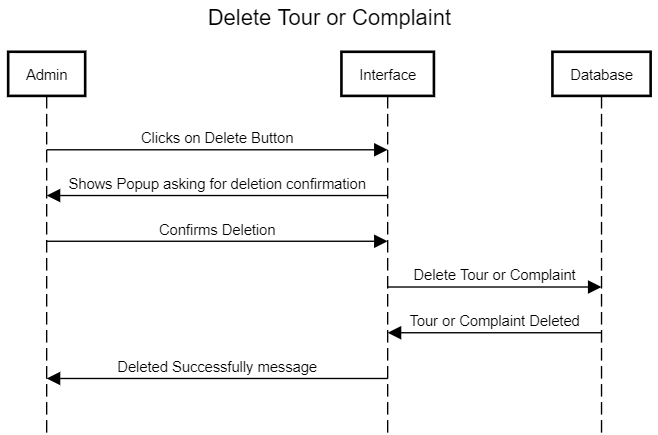 Delete Tour or Complaint
Admin
Interface
Database
Clicks on Delete Button
Shows Popup asking for deletion confirmation
Confirms Deletion
Delete Tour or Complaint
Tour or Complaint Deleted
Deleted Successfully message